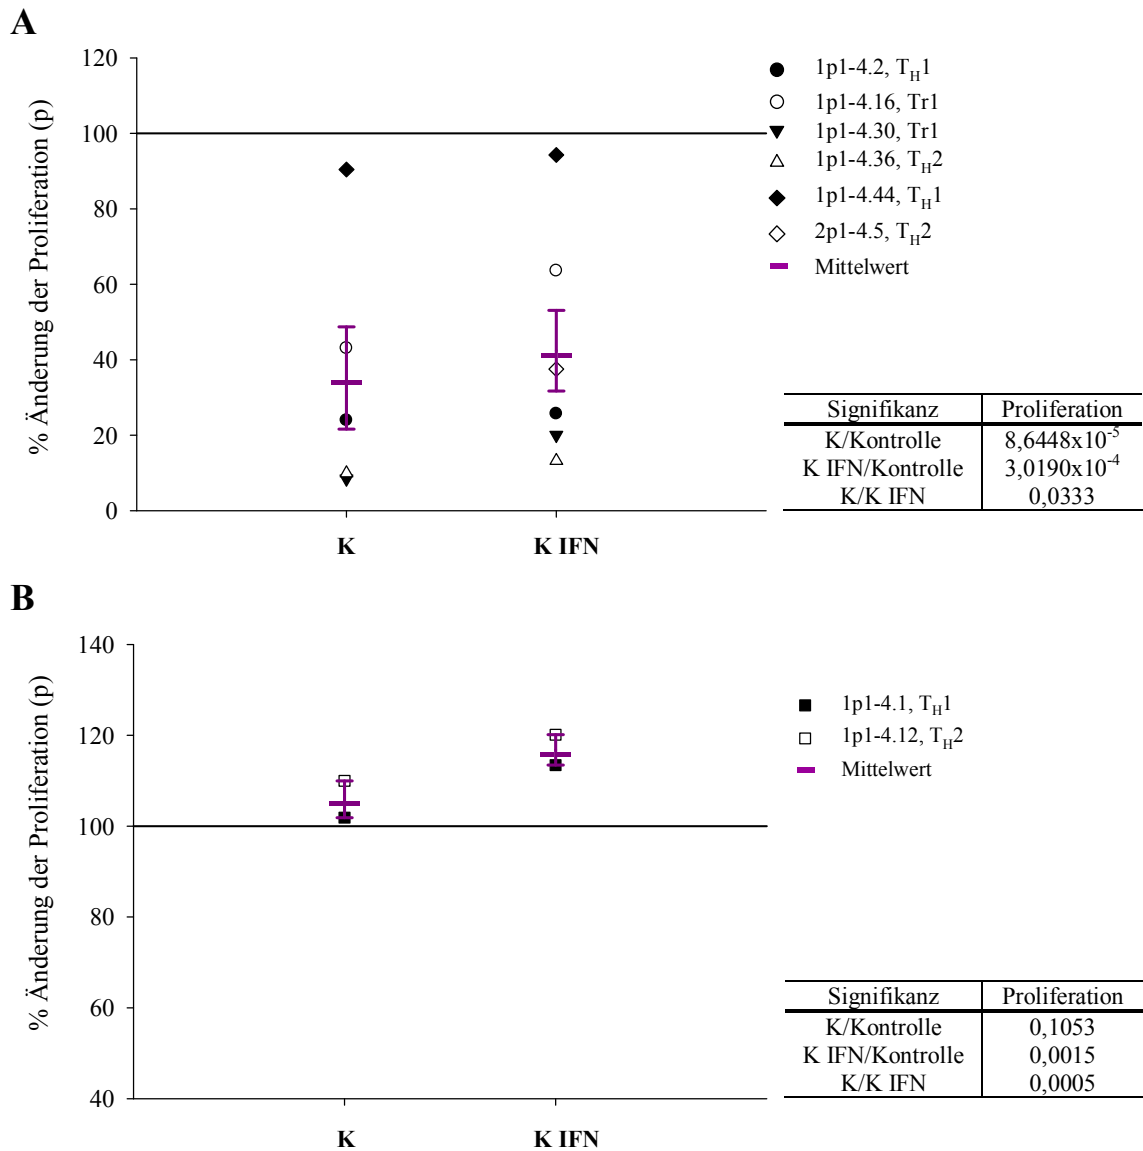 A
% Änderung der Proliferation (p)
120
100
80
60
40
20
0
K
K IFN
1p1-4.2, TH1
1p1-4.16, Tr1
1p1-4.30, Tr1
1p1-4.36, TH2
1p1-4.44, TH1
2p1-4.5, TH2
Mittelwert
Signifikanz Proliferation
K/Kontrolle 8,6448x10-5
K IFN/Kontrolle 3,0190x10-4
K/K IFN 0,0333
B
% Änderung der Proliferation (p)
140
120
100
80
60
40
K
K IFN
1p1-4.1, TH1
1p1-4.12, TH2
Mittelwert
Signifikanz Proliferation
K/Kontrolle 0,1053
K IFN/Kontrolle 0,0015
K/K IFN 0,0005